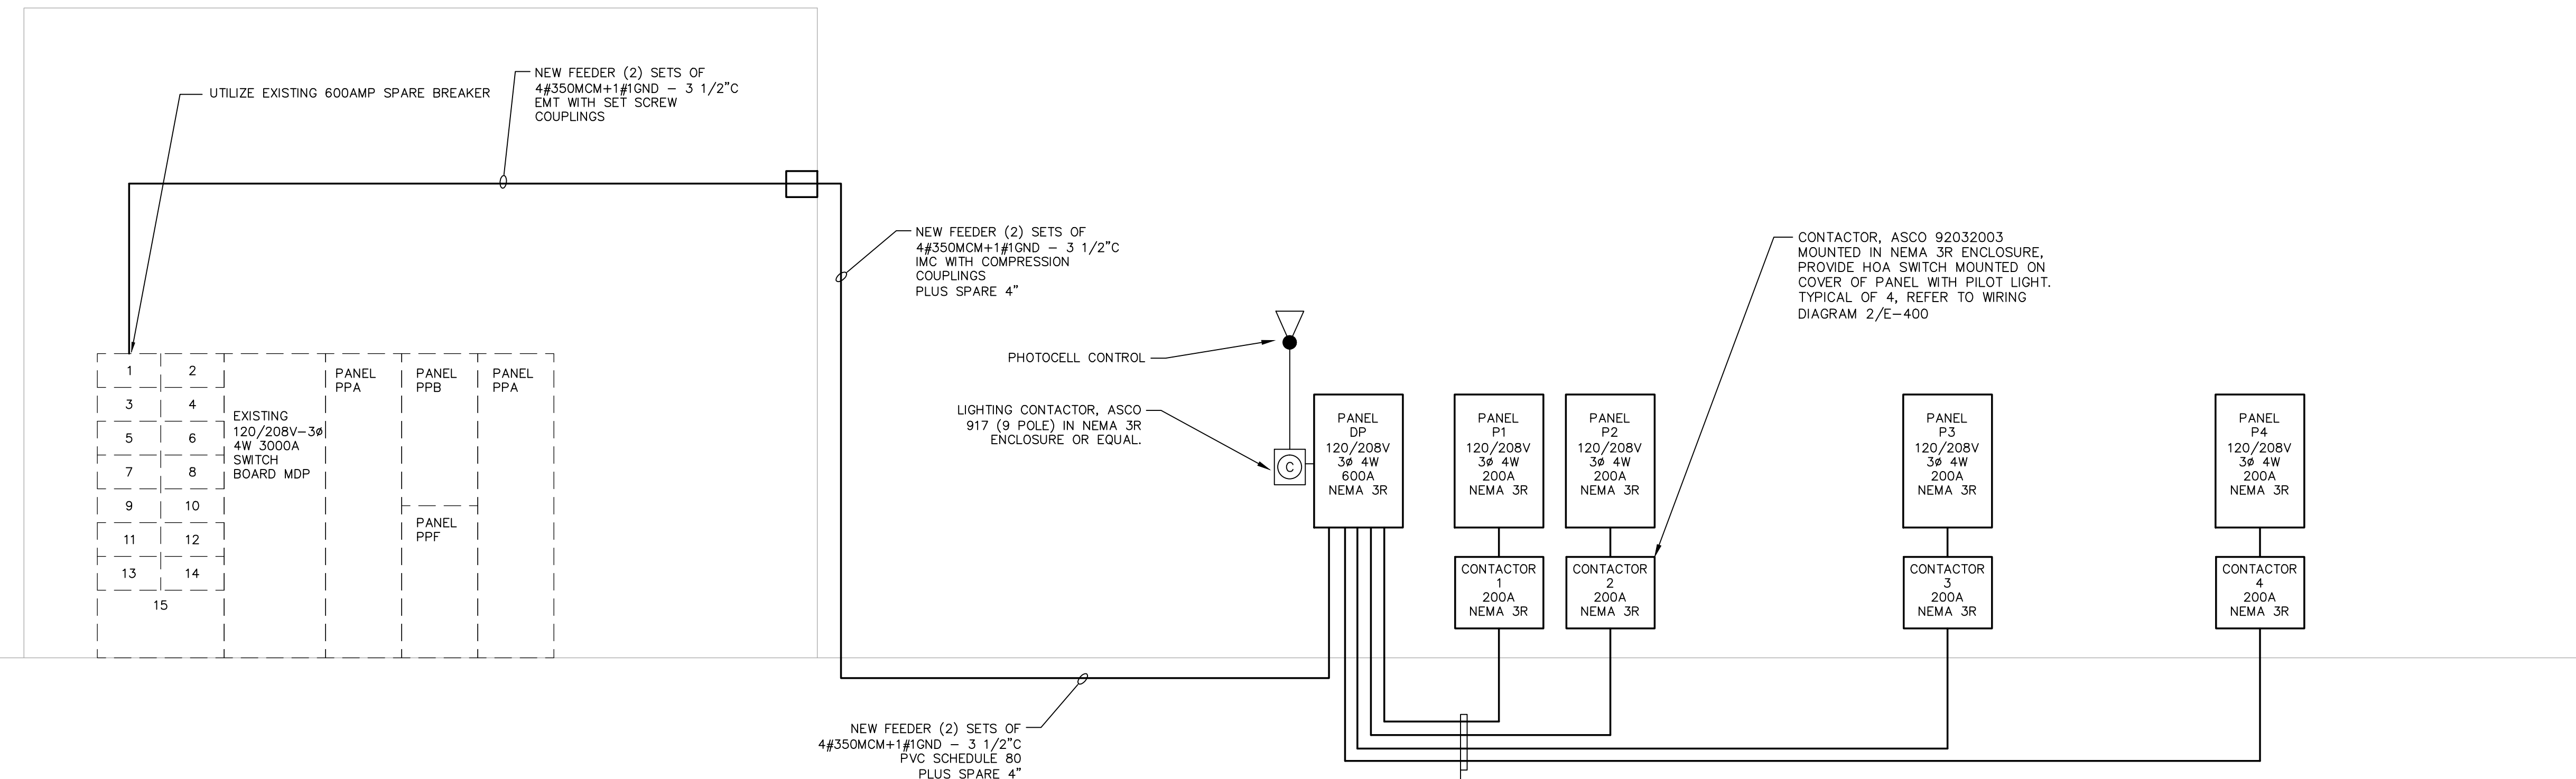 UTILIZE EXISTING 600AMP SPARE BREAKER
NEW FEEDER (2) SETS OF
4#350MCM+1#1GND – 3 1/2"C
EMT WITH SET SCREW
COUPLINGS
NEW FEEDER (2) SETS OF
4#350MCM+1#1GND – 3 1/2"C
IMC WITH COMPRESSION
COUPLINGS
PLUS SPARE 4"
CONTACTOR, ASCO 92032003
MOUNTED IN NEMA 3R ENCLOSURE,
PROVIDE HOA SWITCH MOUNTED ON
COVER OF PANEL WITH PILOT LIGHT.
TYPICAL OF 4, REFER TO WIRING
DIAGRAM 2/E–400
PHOTOCELL CONTROL
LIGHTING CONTACTOR, ASCO
917 (9 POLE) IN NEMA 3R
ENCLOSURE OR EQUAL.
C
1 2
3 4
5 6
7 8
9 10
11 12
13 14
15
EXISTING
120/208V–3ø
4W 3000A
SWITCH
BOARD MDP
PANEL
PPA
PANEL
PPB
PANEL
PPF
PANEL
PPA
PANEL
DP
120/208V
3ø 4W
600A
NEMA 3R
PANEL
P1
120/208V
3ø 4W
200A
NEMA 3R
PANEL
P2
120/208V
3ø 4W
200A
NEMA 3R
PANEL
P3
120/208V
3ø 4W
200A
NEMA 3R
PANEL
P4
120/208V
3ø 4W
200A
NEMA 3R
CONTACTOR
1
200A
NEMA 3R
CONTACTOR
2
200A
NEMA 3R
CONTACTOR
3
200A
NEMA 3R
CONTACTOR
4
200A
NEMA 3R
NEW FEEDER (2) SETS OF
4#350MCM+1#1GND – 3 1/2"C
PVC SCHEDULE 80
PLUS SPARE 4"